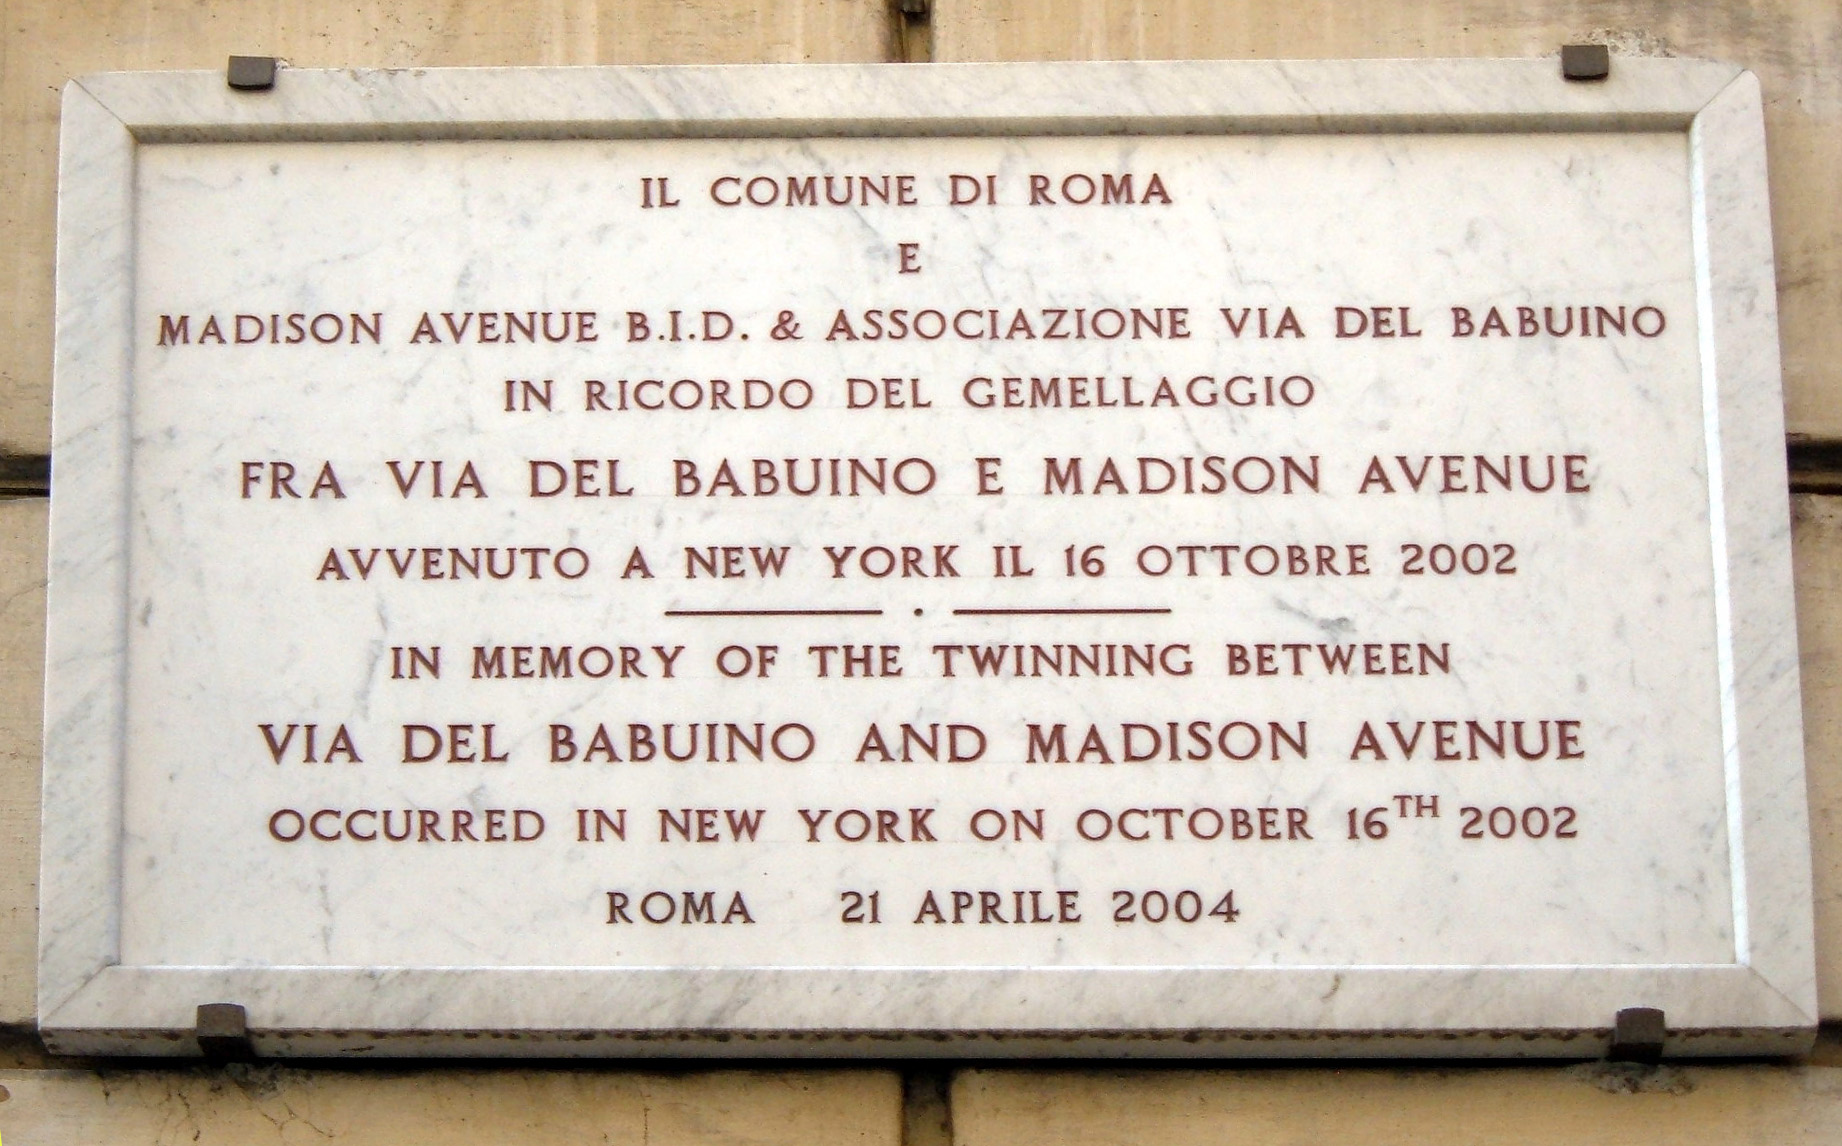 IL COMUNE DI ROMA
E
MADISON AVENUE B.I.D. & ASSOCIAZIONE VIA DEL BABUINO
IN RICORDO DEL GEMELLAGGIO
FRA VIA DEL BABUINO E MADISON AVENUE
AVVENUTO A NEW YORK IL 16 OTTOBRE 2002
IN MEMORY OF THE TWINNING BETWEEN
VIA DEL BABUINO AND MADISON AVENUE
OCCURRED IN NEW YORK ON OCTOBER 16TH 2002
ROMA 21 APRILE 2004